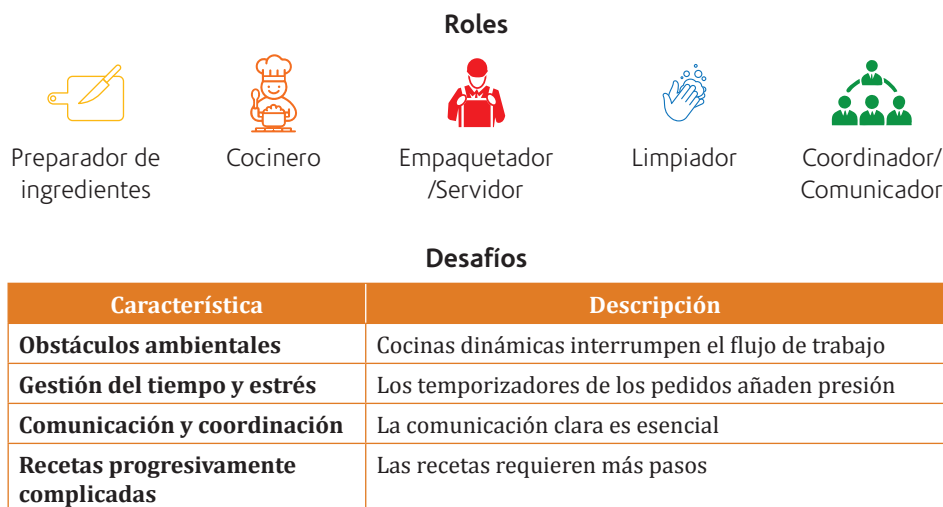 Roles
Preparador de ingredientes
Cocinero
Empaquetador /Servidor
Limpiador
Coordinador/ Comunicador
Desafíos
Característica Descripción
Obstáculos ambientales Cocinas dinámicas interrumpen el flujo de trabajo
Gestión del tiempo y estrés Los temporizadores de los pedidos añaden presión
Comunicación y coordinación La comunicación clara es esencial
Recetas progresivamente complicadas Las recetas requieren más pasos